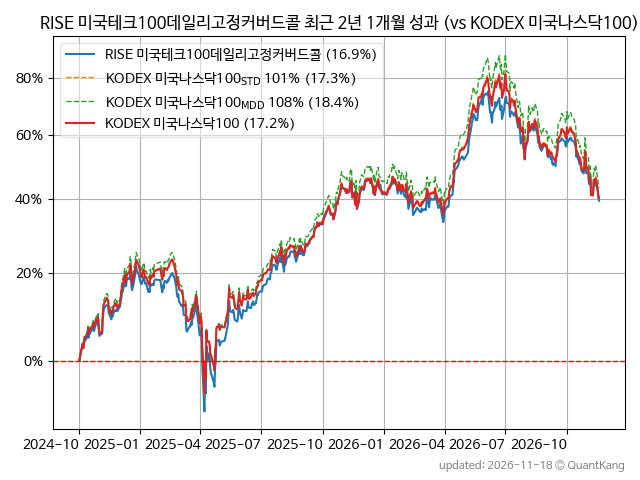 RISE 미국테크100데일리고정커버드콜 최근 2년 1개월 성과 (vs KODEX 미국나스닥100)
RISE 미국테크100데일리고정커버드콜 (16.9%)
KODEX 미국나스닥100STD 101% (17.3%)
KODEX 미국나스닥100MDD 108% (18.4%)
KODEX 미국나스닥100 (17.2%)
80%
60%
40%
20%
0%
2024-10 2025-01 2025-04 2025-07 2025-10 2026-01 2026-04 2026-07 2026-10
updated: 2026-11-18 © QuantKang